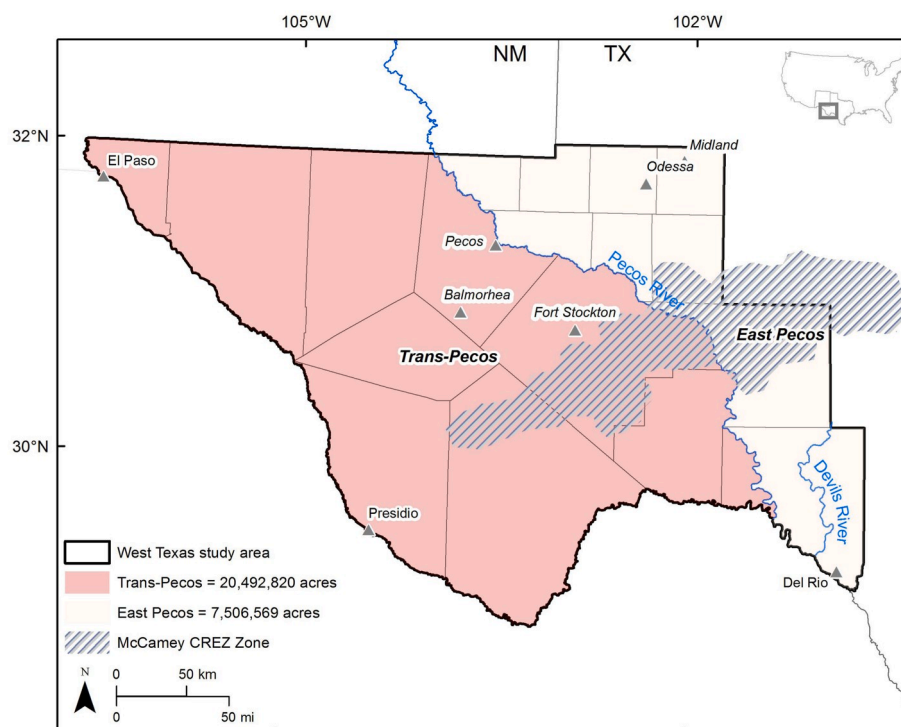 105°W
102°W
NM
TX
32°N
Midland
El Paso
Odessa
Pecos
Pecos River
Balmorhea
Fort Stockton
East Pecos
Trans-Pecos
30°N
Devils River
Presidio
West Texas study area
Trans-Pecos = 20,492,820 acres
East Pecos = 7,506,569 acres
McCamey CREZ Zone
Del Rio
N
0 50 km
0 50 mi